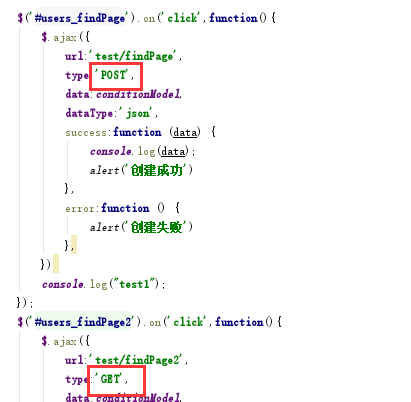 $('#users_findPage').on('click',function(){
$.ajax({
url:'test/findPage',
type:'POST',
data:conditionModel,
dataType:'json',
success:function (data) {
console.log(data);
alert('创建成功')
},
error:function () {
alert('创建失败')
},
})
console.log("test1");
});
$('#users_findPage2').on('click',function(){
$.ajax({
url:'test/findPage2',
type:'GET',
data:conditionModel,